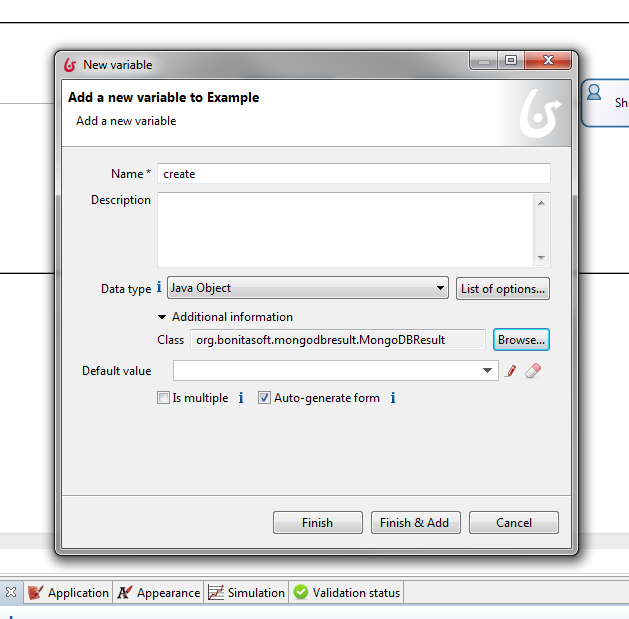 New variable
Add a new variable to Example
Add a new variable
Sh
Name * create
Description
Data type i Java Object List of options...
Additional information
Class org.bonitasoft.mongodbresult.MongoDBResult Browse...
Default value
Is multiple i Auto-generate form i
Finish Finish & Add Cancel
Application Appearance Simulation Validation status